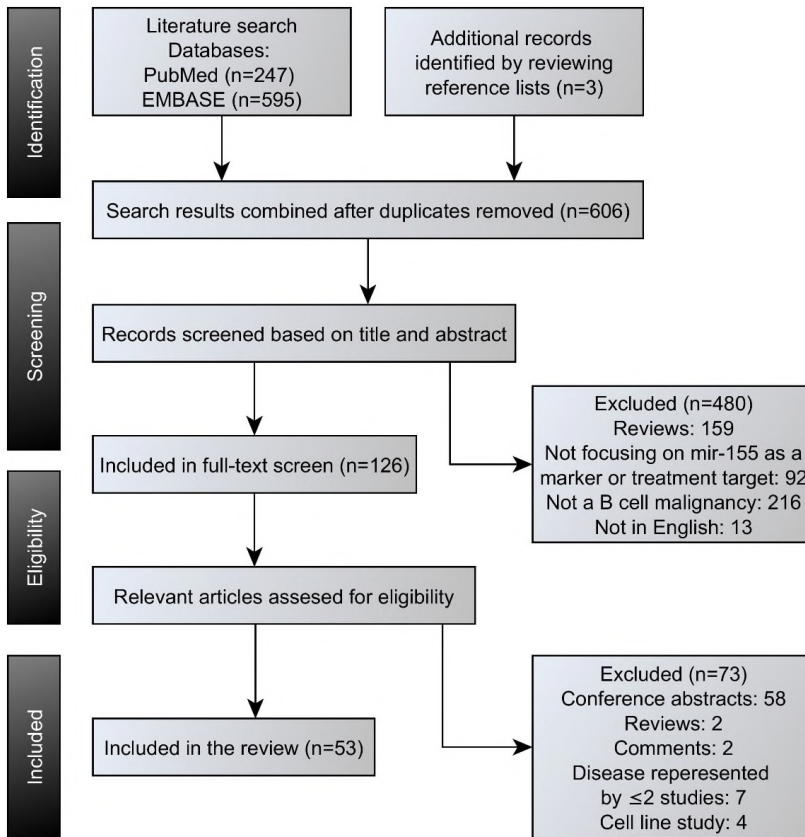 Identification
Literature search
Databases:
PubMed (n=247)
EMBASE (n=595)
Additional records
identified by reviewing
reference lists (n=3)
Search results combined after duplicates removed (n=606)
Screening
Records screened based on title and abstract
Excluded (n=480)
Reviews: 159
Not focusing on mir-155 as a
marker or treatment target: 92
Not a B cell malignancy: 216
Not in English: 13
Included in full-text screen (n=126)
Eligibility
Relevant articles assesed for eligibility
Excluded (n=73)
Conference abstracts: 58
Reviews: 2
Comments: 2
Disease reperesented
by ≤2 studies: 7
Cell line study: 4
Included
Included in the review (n=53)